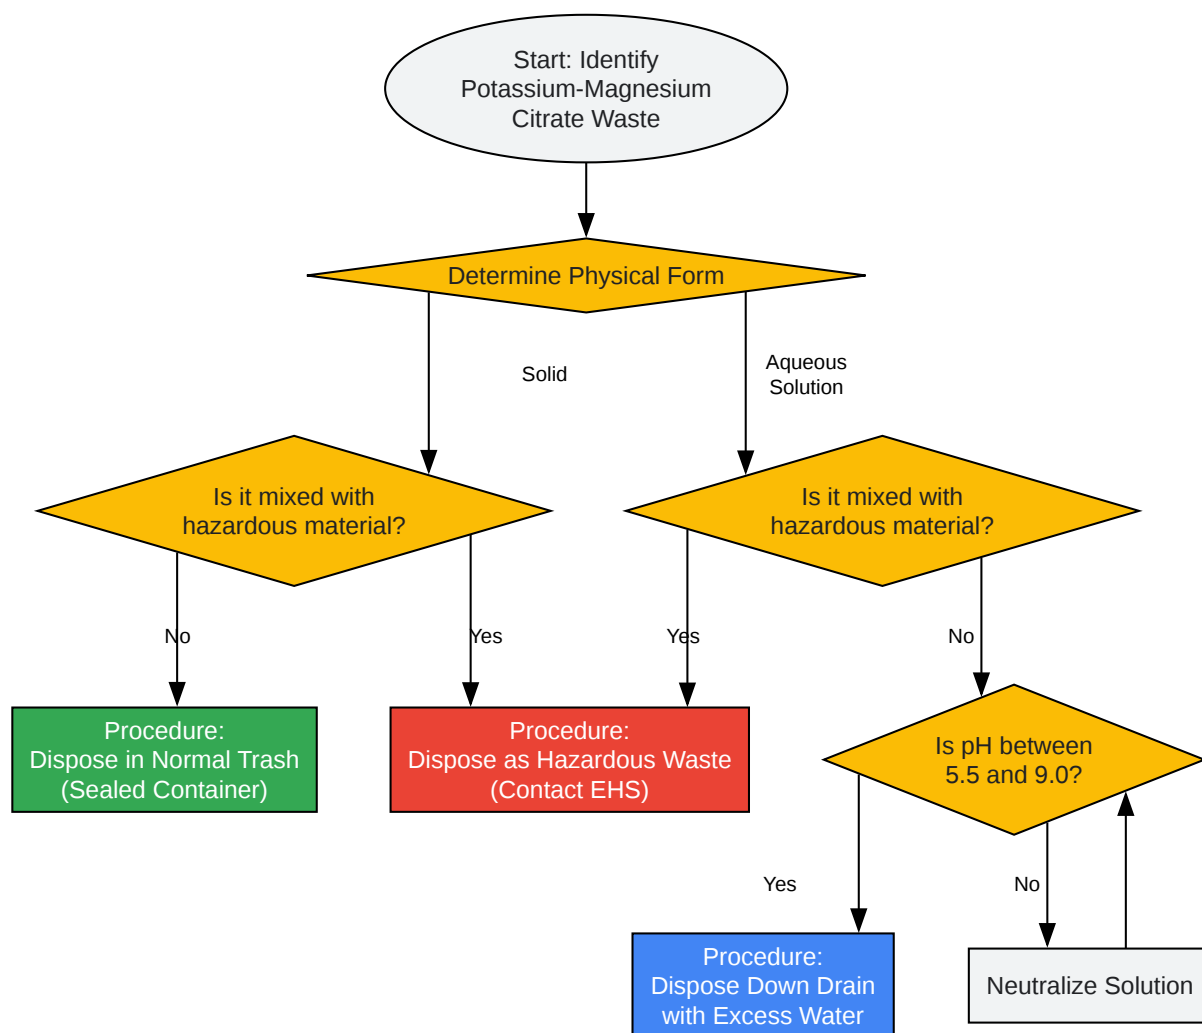 Start: Identify
Potassium-Magnesium
Citrate Waste
Determine Physical Form
Solid
Aqueous
Solution
Is it mixed with
hazardous material?
Is it mixed with
hazardous material?
No
Yes
Yes
No
Procedure:
Dispose in Normal Trash
(Sealed Container)
Procedure:
Dispose as Hazardous Waste
(Contact EHS)
Is pH between
5.5 and 9.0?
Yes
No
Procedure:
Dispose Down Drain
with Excess Water
Neutralize Solution